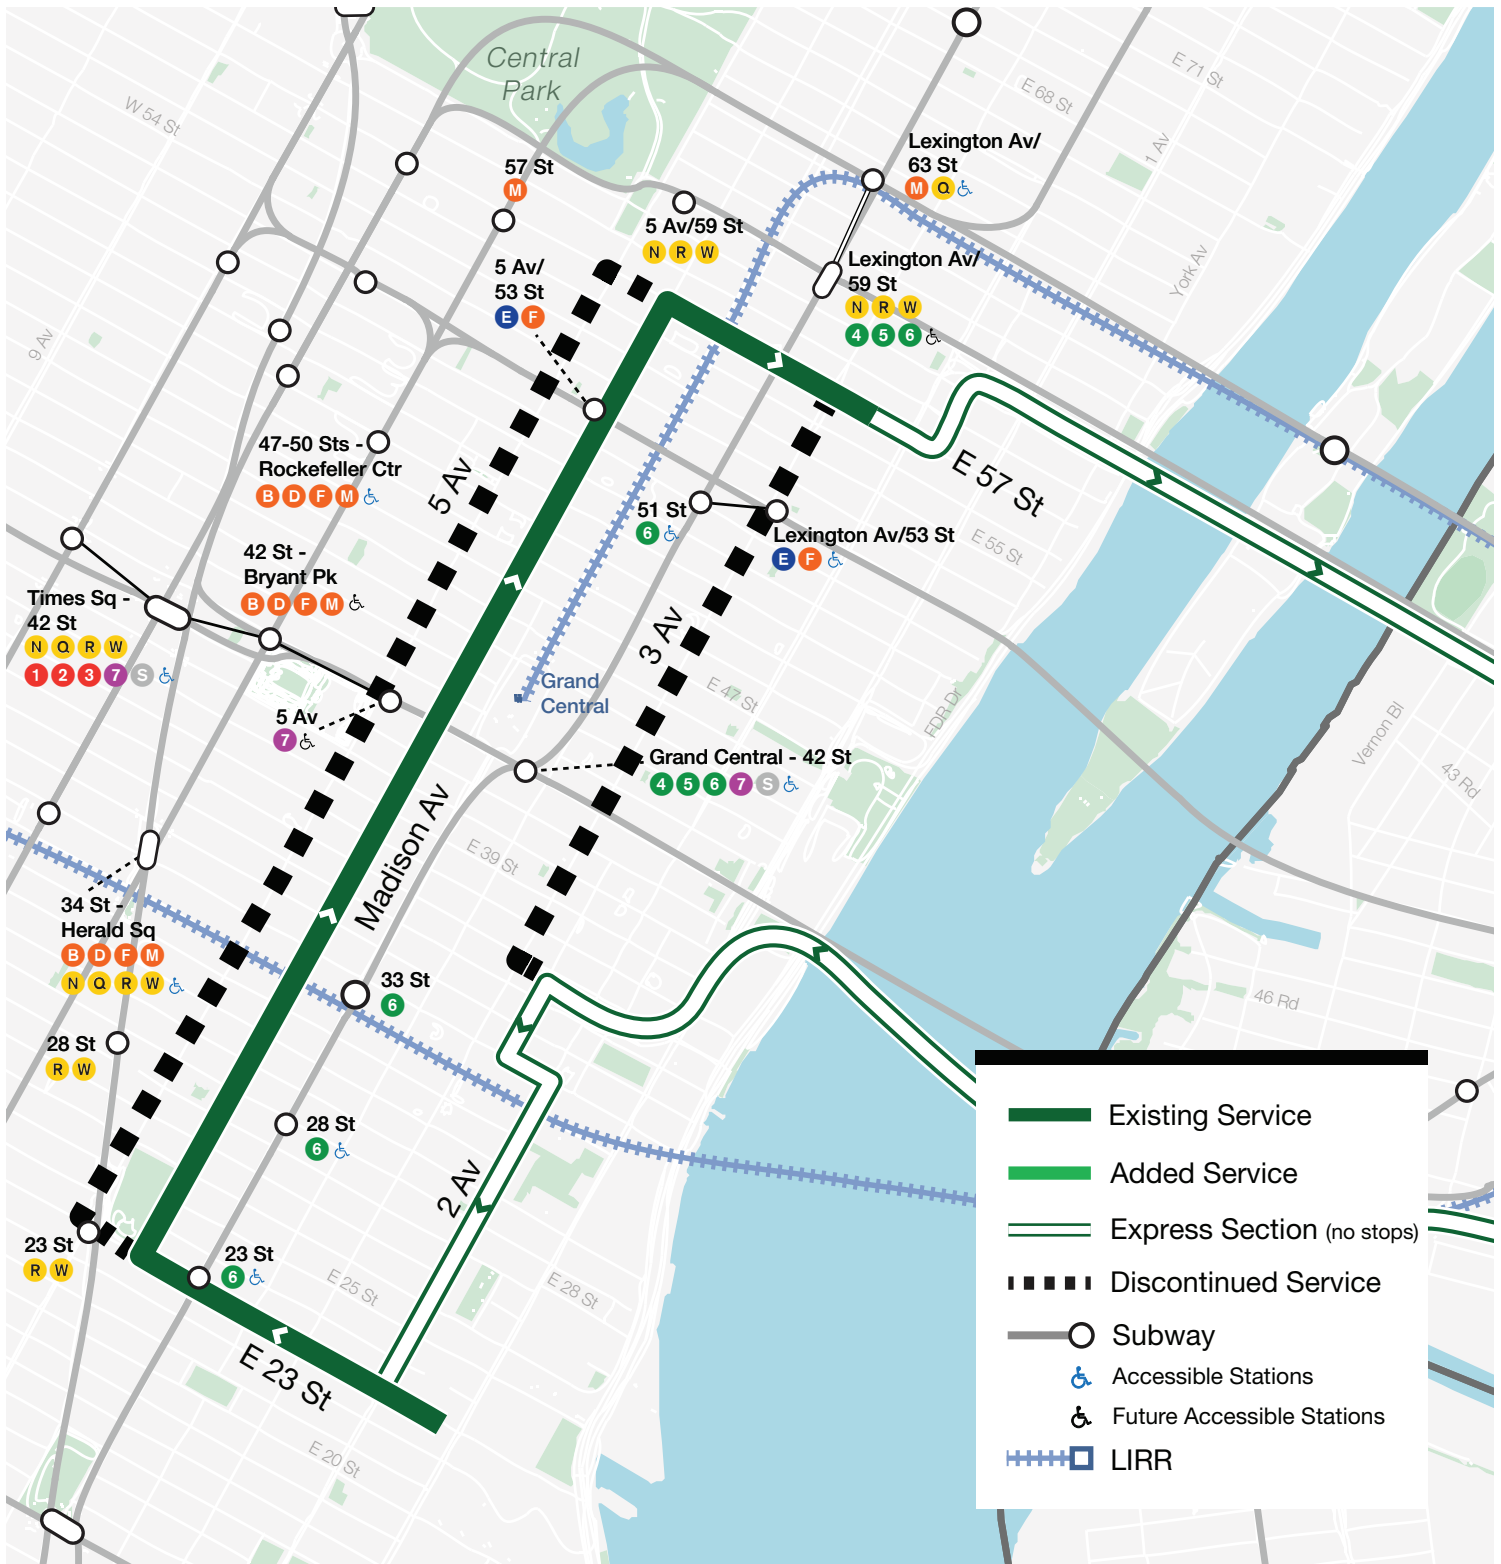 Central
Park
W 54 St
E 71 St
E 68 St
1 Av
Lexington Av/
63 St
M Q
57 St
M
5 Av/59 St
N R W
5 Av/
53 St
E F
Lexington Av/
59 St
N R W
4 5 6
York Av
9 Av
47-50 Sts -
Rockefeller Ctr
B D F M
5 Av
E 57 St
51 St
6
Lexington Av/53 St
E F
E 55 St
42 St -
Bryant Pk
B D F M
Times Sq -
42 St
N Q R W
1 2 3 7 S
3 Av
Grand
Central
E 47 St
FDR Dr
5 Av
7
Vernon Bl
43 Rd
Grand Central - 42 St
4 5 6 7 S
Madison Av
E 39 St
34 St -
Herald Sq
B D F M
N Q R W
33 St
6
46 Rd
28 St
R W
28 St
6
2 Av
23 St
R W
23 St
6
E 25 St
E 28 St
E 23 St
E 20 St
Existing Service
Added Service
Express Section (no stops)
Discontinued Service
Subway
Accessible Stations
Future Accessible Stations
LIRR